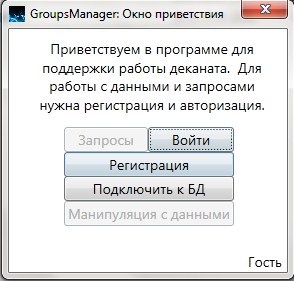 GroupsManager: Окно приветствия
Приветствуем в программе для
поддержки работы деканата. Для
работы с данными и запросами
нужна регистрация и авторизация.
Запросы Войти
Регистрация
Подключить к БД
Манипуляция с данными
Гость